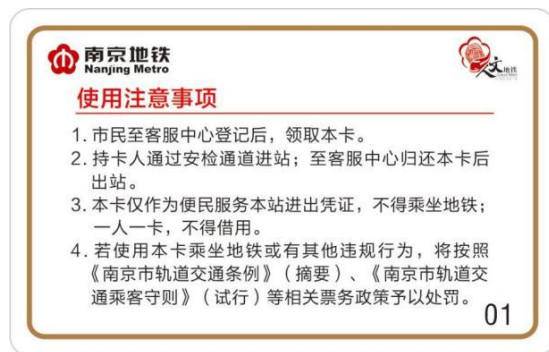 南京地铁
Nanjing Metro
人文地铁
使用注意事项
1. 市民至客服中心登记后，领取本卡。
2. 持卡人通过安检通道进站；至客服中心归还本卡后
出站。
3. 本卡仅作为便民服务本站进出凭证，不得乘坐地铁；
一人一卡，不得借用。
4. 若使用本卡乘坐地铁或有其他违规行为，将按照
《南京市轨道交通条例》（摘要）、《南京市轨道交
通乘客守则》（试行）等相关票务政策予以处罚。
01